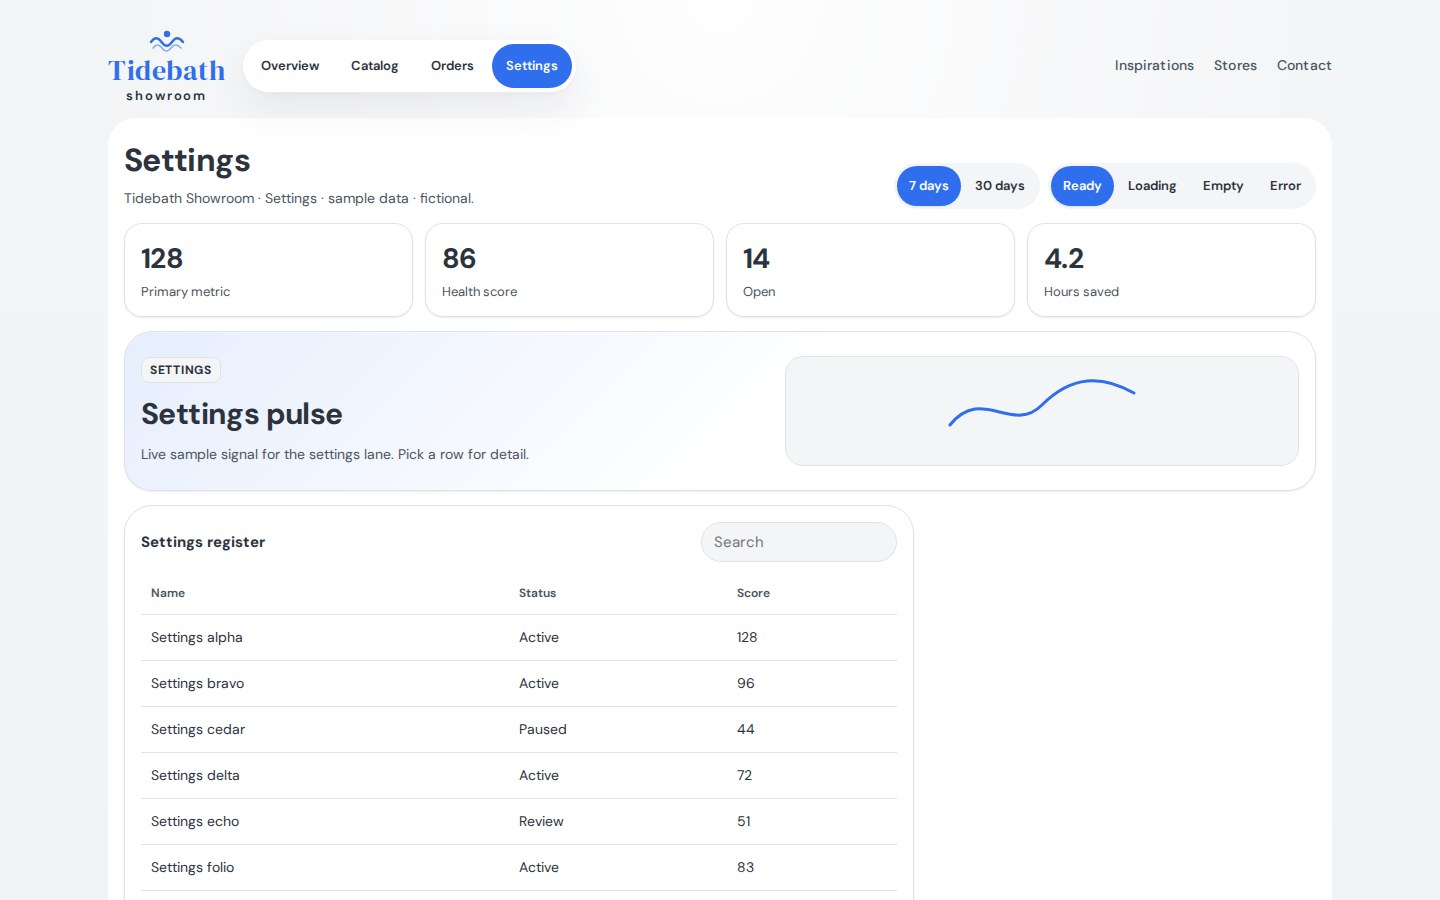 Tidebath
showroom
Overview Catalog Orders Settings
Inspirations Stores Contact
Settings
Tidebath Showroom · Settings · sample data · fictional.
7 days 30 days Ready Loading Empty Error
128
Primary metric
86
Health score
14
Open
4.2
Hours saved
SETTINGS
Settings pulse
Live sample signal for the settings lane. Pick a row for detail.
Settings register
Search
Name Status Score
Settings alpha Active 128
Settings bravo Active 96
Settings cedar Paused 44
Settings delta Active 72
Settings echo Review 51
Settings folio Active 83